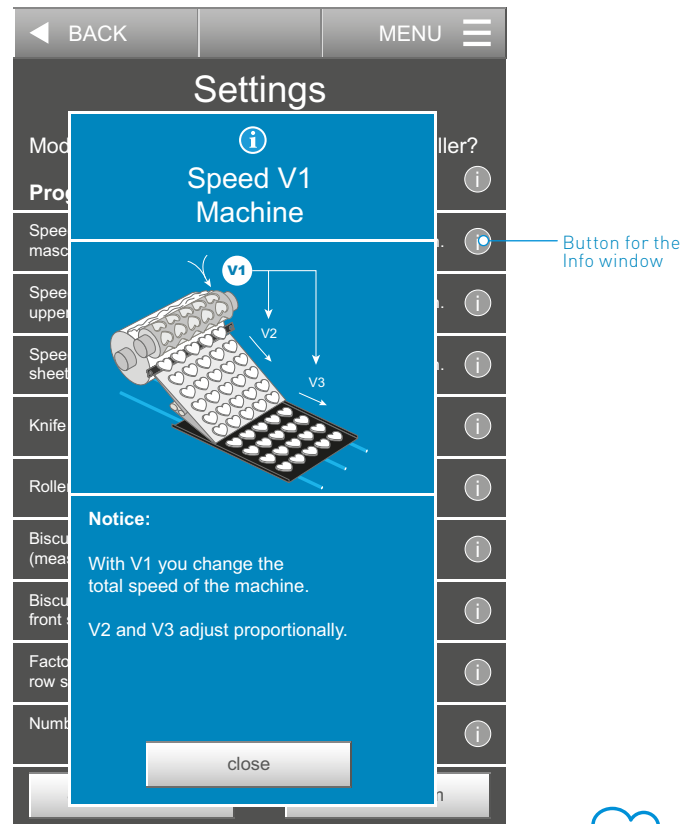 BACK
MENU
Settings
i
Speed V1
Machine
Mod
ller?
Prog
i
Spee
masc
.
i
Button for the
Info window
V1
V2
V3
Spee
upper
.
i
Spee
sheet
.
i
Knife
i
Roller
i
Notice:
With V1 you change the
total speed of the machine.
V2 and V3 adjust proportionally.
Biscu
(meas
i
Biscu
front s
i
Facto
row s
i
Numb
i
close
n